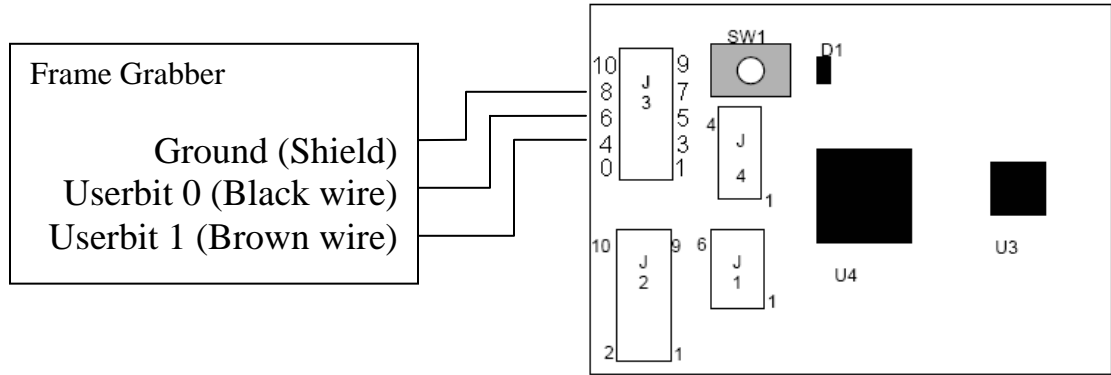 Frame Grabber
Ground (Shield)
Userbit 0 (Black wire)
Userbit 1 (Brown wire)
SW1
D1
10 9
8 7
6 5
4 3
0 1
J
3
4
J
4
1
10 9
J
2
2 1
6
J
1
1
U4
U3